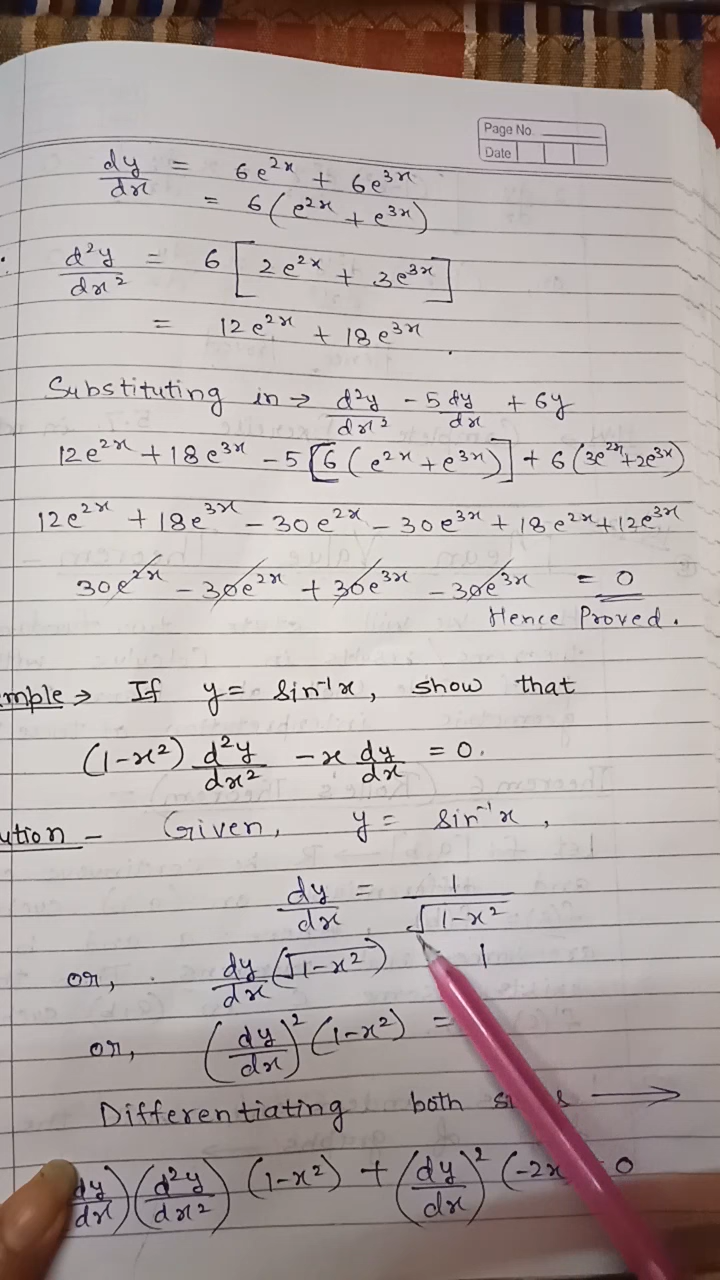 Page No.
Date
dy/dx = 6e^2x + 6e^3x
= 6(e^2x + e^3x)
d²y/dx² = 6[2e^2x + 3e^3x]
= 12e^2x + 18e^3x.
Substituting in → d²y/dx² - 5 dy/dx + 6y
12e^2x + 18e^3x - 5[6(e^2x + e^3x)] + 6(3e^2x + 2e^3x)
12e^2x + 18e^3x - 30e^2x - 30e^3x + 18e^2x + 12e^3x
30e^2x - 30e^2x + 30e^3x - 30e^3x = 0
Hence Proved.
mple → If y = sin⁻¹x, show that
(1-x²) d²y/dx² - x dy/dx = 0.
ution - Given, y = sin⁻¹x,
dy/dx = 1/√(1-x²)
or, dy/dx (√(1-x²)) 1
or, (dy/dx)² (1-x²) =
Differentiating both s s →
dy/dx) (d²y/dx²) (1-x²) + (dy/dx)² (-2x 0